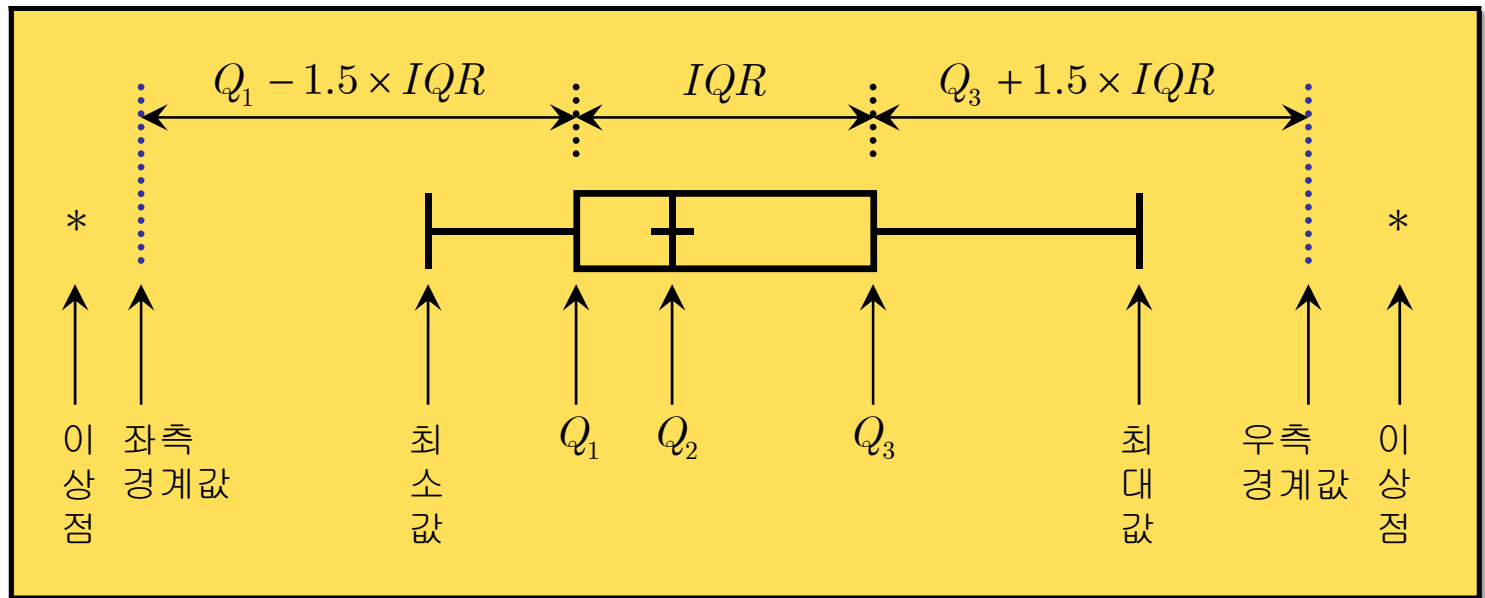 Q₁ − 1.5 × IQR
IQR
Q₃ + 1.5 × IQR
*
*
이상점
좌측
경계값
최소값
Q₁
Q₂
Q₃
최대값
우측
경계값
이상점